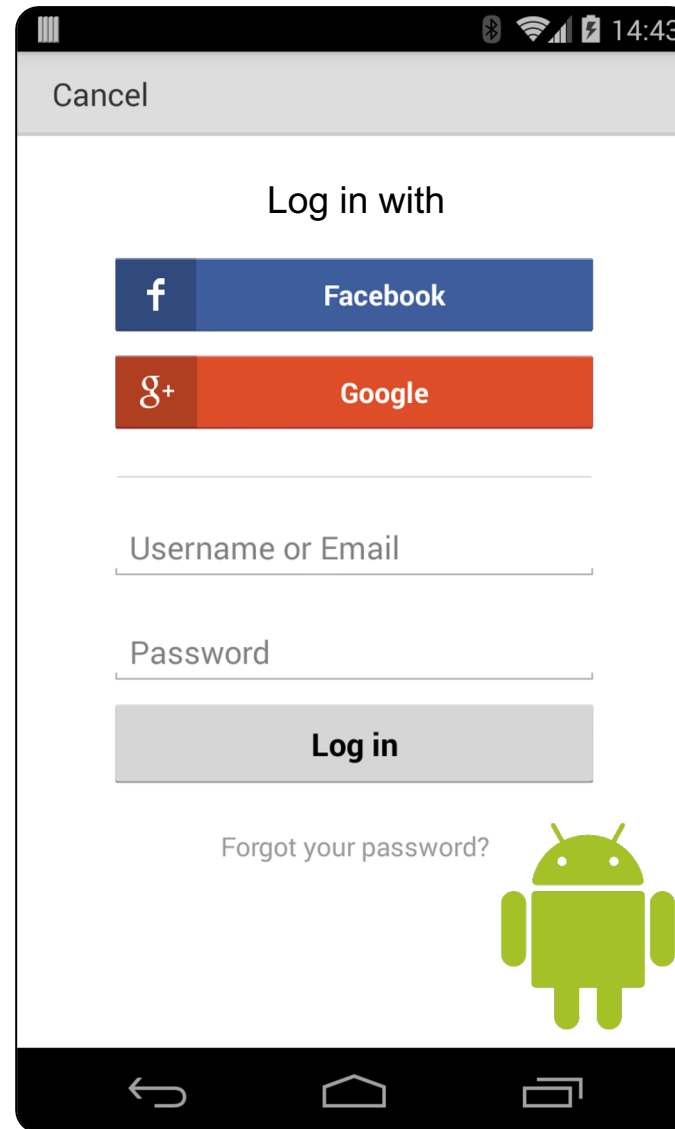 14:43
Cancel
Log in with
f Facebook
g+ Google
Username or Email
Password
Log in
Forgot your password?